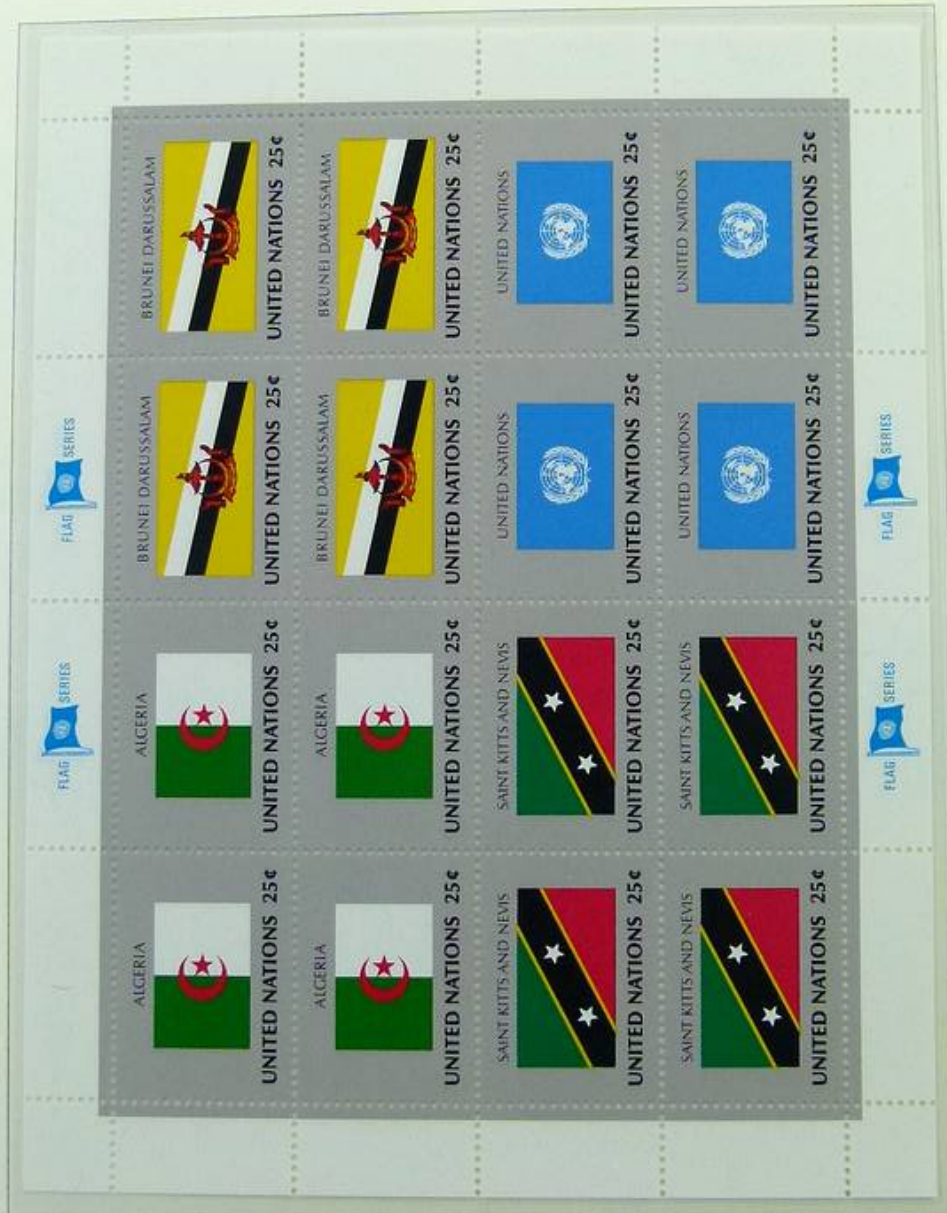 FLAG SERIES
FLAG SERIES
ALGERIA
UNITED NATIONS 25¢
ALGERIA
UNITED NATIONS 25¢
BRUNEI DARUSSALAM
UNITED NATIONS 25¢
BRUNEI DARUSSALAM
UNITED NATIONS 25¢
ALGERIA
UNITED NATIONS 25¢
ALGERIA
UNITED NATIONS 25¢
BRUNEI DARUSSALAM
UNITED NATIONS 25¢
BRUNEI DARUSSALAM
UNITED NATIONS 25¢
SAINT KITTS AND NEVIS
UNITED NATIONS 25¢
SAINT KITTS AND NEVIS
UNITED NATIONS 25¢
UNITED NATIONS
UNITED NATIONS 25¢
UNITED NATIONS
UNITED NATIONS 25¢
SAINT KITTS AND NEVIS
UNITED NATIONS 25¢
SAINT KITTS AND NEVIS
UNITED NATIONS 25¢
UNITED NATIONS
UNITED NATIONS 25¢
UNITED NATIONS
UNITED NATIONS 25¢
FLAG SERIES
FLAG SERIES